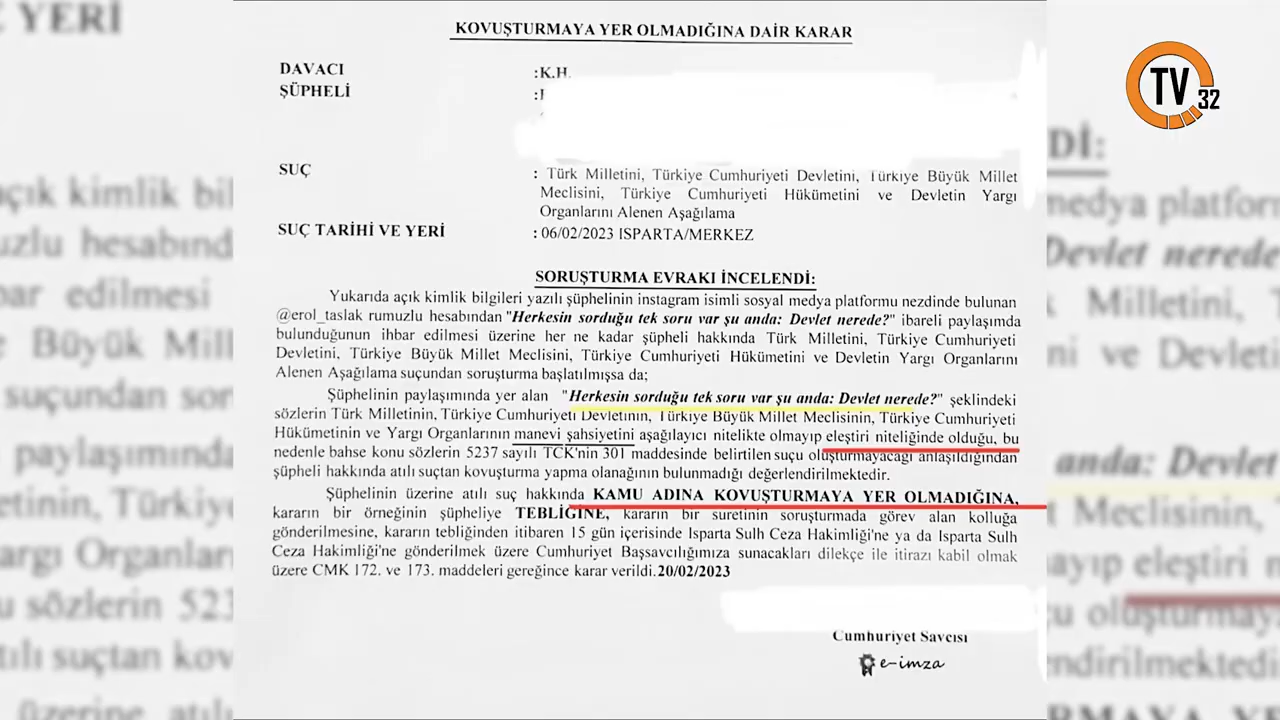 KOVUŞTURMAYA YER OLMADIĞINA DAİR KARAR
DAVACI :K.H.
ŞÜPHELİ :
SUÇ : Türk Milletini, Türkiye Cumhuriyeti Devletini, Türkiye Büyük Millet
Meclisini, Türkiye Cumhuriyeti Hükümetini ve Devletin Yargı
Organlarını Alenen Aşağılama
SUÇ TARİHİ VE YERİ : 06/02/2023 ISPARTA/MERKEZ
SORUŞTURMA EVRAKI İNCELENDİ:
Yukarıda açık kimlik bilgileri yazılı şüphelinin instagram isimli sosyal medya platformu nezdinde bulunan
@erol_taslak rumuzlu hesabından "Herkesin sorduğu tek soru var şu anda: Devlet nerede?" ibareli paylaşımda
bulunduğunun ihbar edilmesi üzerine her ne kadar şüpheli hakkında Türk Milletini, Türkiye Cumhuriyeti
Devletini, Türkiye Büyük Millet Meclisini, Türkiye Cumhuriyeti Hükümetini ve Devletin Yargı Organlarını
Alenen Aşağılama suçundan soruşturma başlatılmışsa da;
Şüphelinin paylaşımında yer alan "Herkesin sorduğu tek soru var şu anda: Devlet nerede?" şeklindeki
sözlerin Türk Milletinin, Türkiye Cumhuriyeti Devletinin, Türkiye Büyük Millet Meclisinin, Türkiye Cumhuriyeti
Hükümetinin ve Yargı Organlarının manevi şahsiyetini aşağılayıcı nitelikte olmayıp eleştiri niteliğinde olduğu, bu
nedenle bahse konu sözlerin 5237 sayılı TCK'nin 301 maddesinde belirtilen suçu oluşturmayacağı anlaşıldığından
şüpheli hakkında atılı suçtan kovuşturma yapma olanağının bulunmadığı değerlendirilmektedir.
Şüphelinin üzerine atılı suç hakkında KAMU ADINA KOVUŞTURMAYA YER OLMADIĞINA,
kararın bir örneğinin şüpheliye TEBLİĞİNE, kararın bir suretinin soruşturmada görev alan kolluğa
gönderilmesine, kararın tebliğinden itibaren 15 gün içerisinde Isparta Sulh Ceza Hakimliği'ne ya da Isparta Sulh
Ceza Hakimliği'ne gönderilmek üzere Cumhuriyet Başsavcılığımıza sunacakları dilekçe ile itirazı kabil olmak
üzere CMK 172. ve 173. maddeleri gereğince karar verildi.20/02/2023
Cumhuriyet Savcısı
e-imza
TV 32